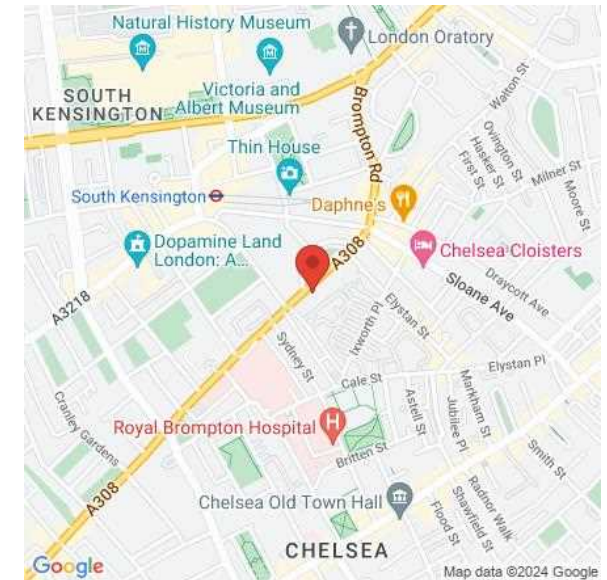 Natural History Museum
London Oratory
SOUTH
KENSINGTON
Victoria and
Albert Museum
Brompton Rd
Walton St
Ovington St
Hasker St
First St
Milner St
Moore St
Thin House
South Kensington
Daphne's
Dopamine Land
London: A...
A308
Chelsea Cloisters
A3218
Draycott Ave
Sloane Ave
Elystan St
Ixworth Pl
Sydney St
Elystan Pl
Cale St
Cranley Gardens
Markham St
Astell St
Jubilee Pl
Royal Brompton Hospital
H
Smith St
Britten St
Radnor Walk
A308
Chelsea Old Town Hall
Shawfield St
Flood St
CHELSEA
Google
Map data ©2024 Google